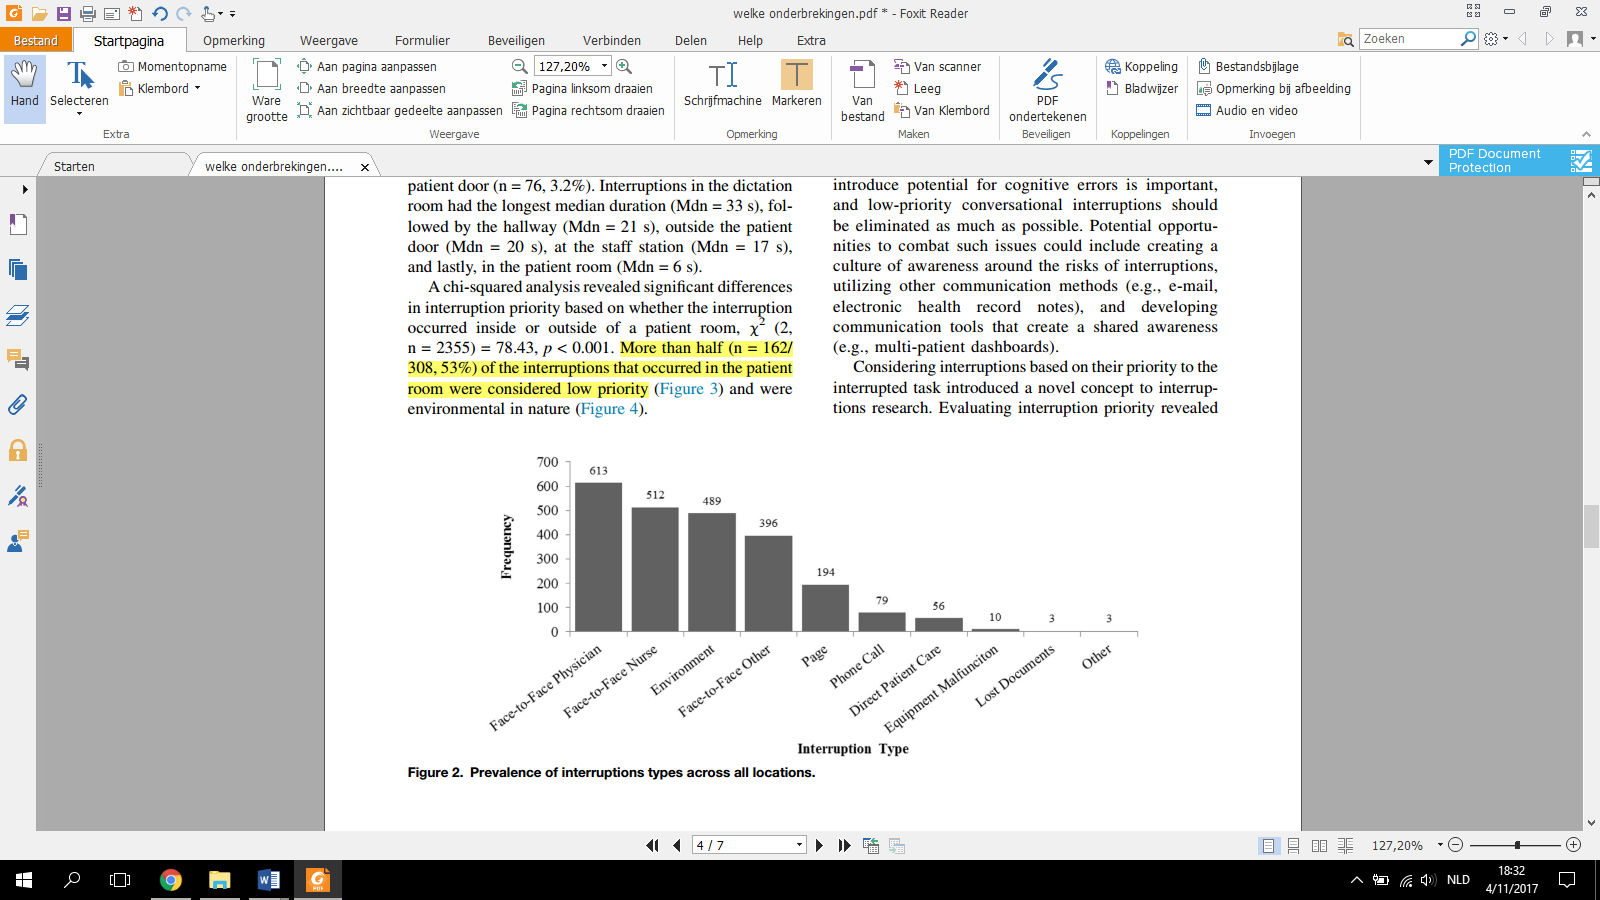 welke onderbrekingen.pdf * - Foxit Reader
Bestand Startpagina Opmerking Weergave Formulier Beveiligen Verbinden Delen Help Extra
Zoeken
Hand
Selecteren
Momentopname
Klembord
Extra
Ware grootte
Aan pagina aanpassen
Aan breedte aanpassen
Aan zichtbaar gedeelte aanpassen
127,20%
Pagina linksom draaien
Pagina rechtsom draaien
Weergave
Schrijfmachine
Markeren
Opmerking
Van bestand
Van scanner
Leeg
Van Klembord
Maken
PDF ondertekenen
Beveiligen
Koppeling
Bladwijzer
Koppelingen
Bestandsbijlage
Opmerking bij afbeelding
Audio en video
Invoegen
Starten
welke onderbrekingen....
PDF Document
Protection
patient door (n = 76, 3.2%). Interruptions in the dictation
room had the longest median duration (Mdn = 33 s), fol-
lowed by the hallway (Mdn = 21 s), outside the patient
door (Mdn = 20 s), at the staff station (Mdn = 17 s),
and lastly, in the patient room (Mdn = 6 s).
A chi-squared analysis revealed significant differences
in interruption priority based on whether the interruption
occurred inside or outside of a patient room, χ² (2,
n = 2355) = 78.43, p < 0.001. More than half (n = 162/
308, 53%) of the interruptions that occurred in the patient
room were considered low priority (Figure 3) and were
environmental in nature (Figure 4).
introduce potential for cognitive errors is important,
and low-priority conversational interruptions should
be eliminated as much as possible. Potential opportu-
nities to combat such issues could include creating a
culture of awareness around the risks of interruptions,
utilizing other communication methods (e.g., e-mail,
electronic health record notes), and developing
communication tools that create a shared awareness
(e.g., multi-patient dashboards).
Considering interruptions based on their priority to the
interrupted task introduced a novel concept to interrup-
tions research. Evaluating interruption priority revealed
Frequency
700
600
500
400
300
200
100
0
613
512
489
396
194
79
56
10
3
3
Face-to-Face Physician
Face-to-Face Nurse
Environment
Face-to-Face Other
Page
Phone Call
Direct Patient Care
Equipment Malfunciton
Lost Documents
Other
Interruption Type
Figure 2. Prevalence of interruptions types across all locations.
4 / 7
127,20%
NLD
18:32
4/11/2017